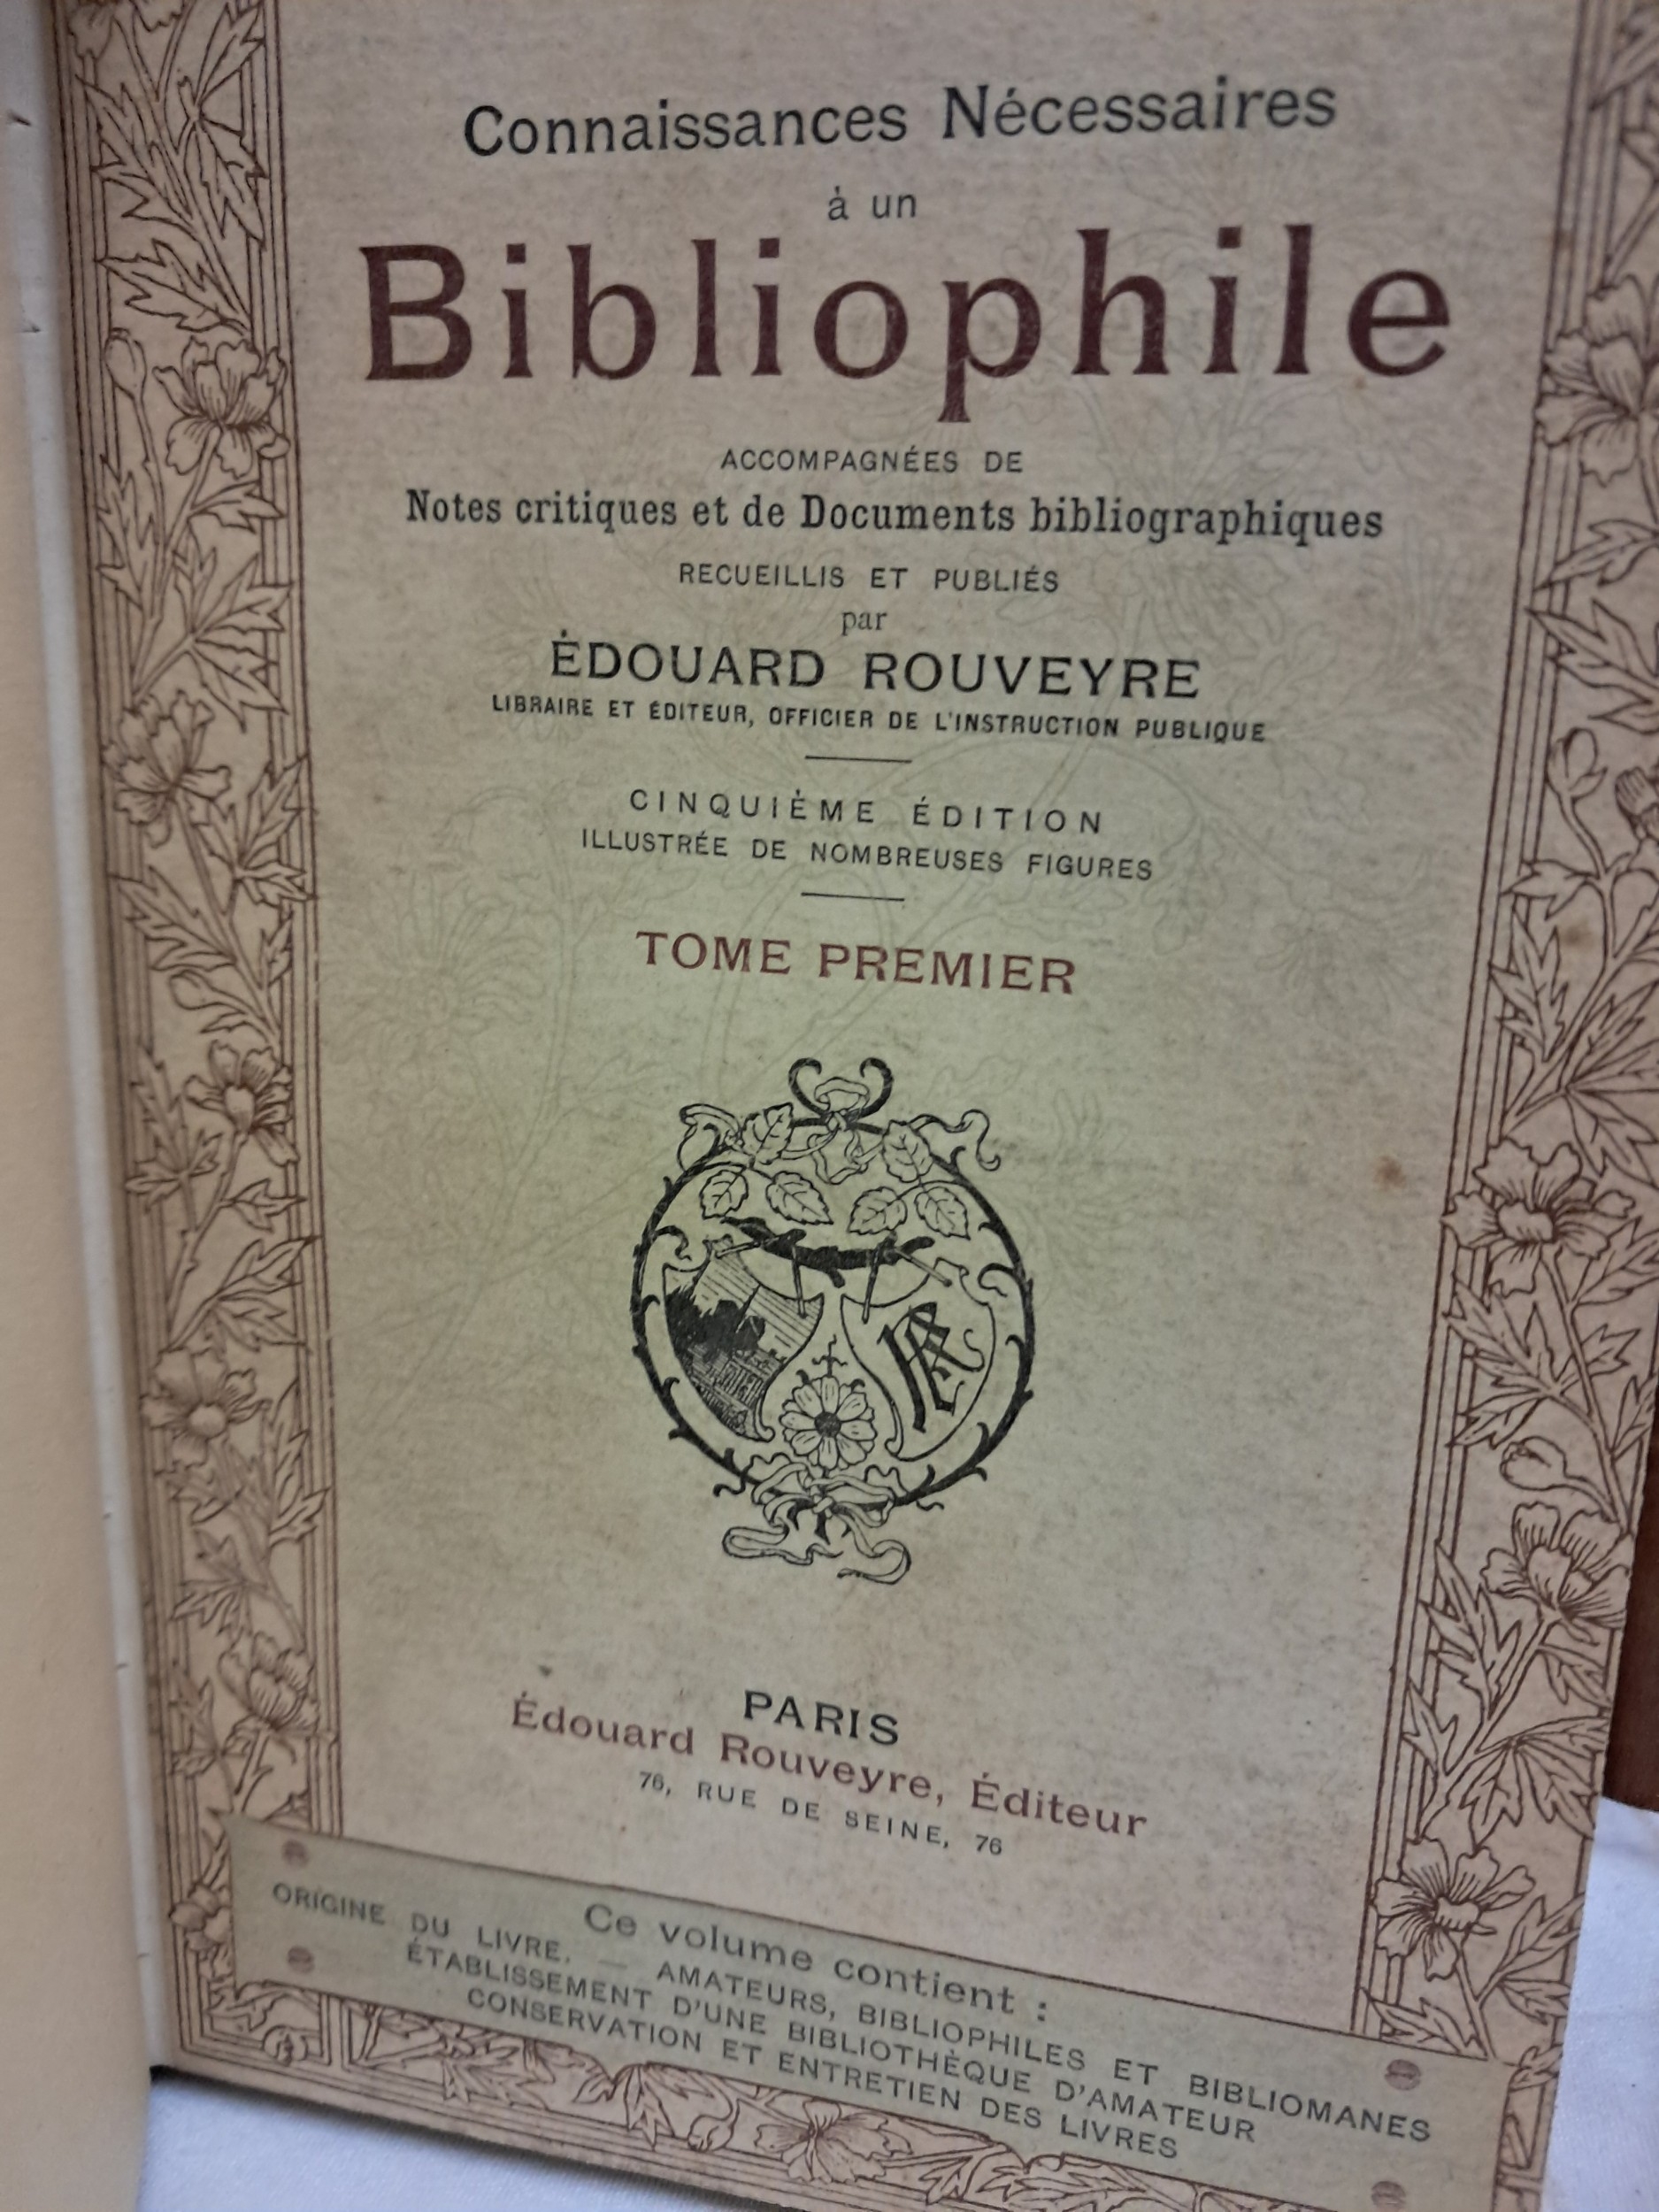 Connaissances Nécessaires
à un
Bibliophile
ACCOMPAGNÉES DE
Notes critiques et de Documents bibliographiques
RECUEILLIS ET PUBLIÉS
par
ÉDOUARD ROUVEYRE
LIBRAIRE ET ÉDITEUR, OFFICIER DE L'INSTRUCTION PUBLIQUE
CINQUIÈME ÉDITION
ILLUSTRÉE DE NOMBREUSES FIGURES
TOME PREMIER
PARIS
Édouard Rouveyre, Éditeur
76, RUE DE SEINE, 76
Ce volume contient :
ORIGINE DU LIVRE. — AMATEURS, BIBLIOPHILES ET BIBLIOMANES
ÉTABLISSEMENT D'UNE BIBLIOTHÈQUE D'AMATEUR
CONSERVATION ET ENTRETIEN DES LIVRES